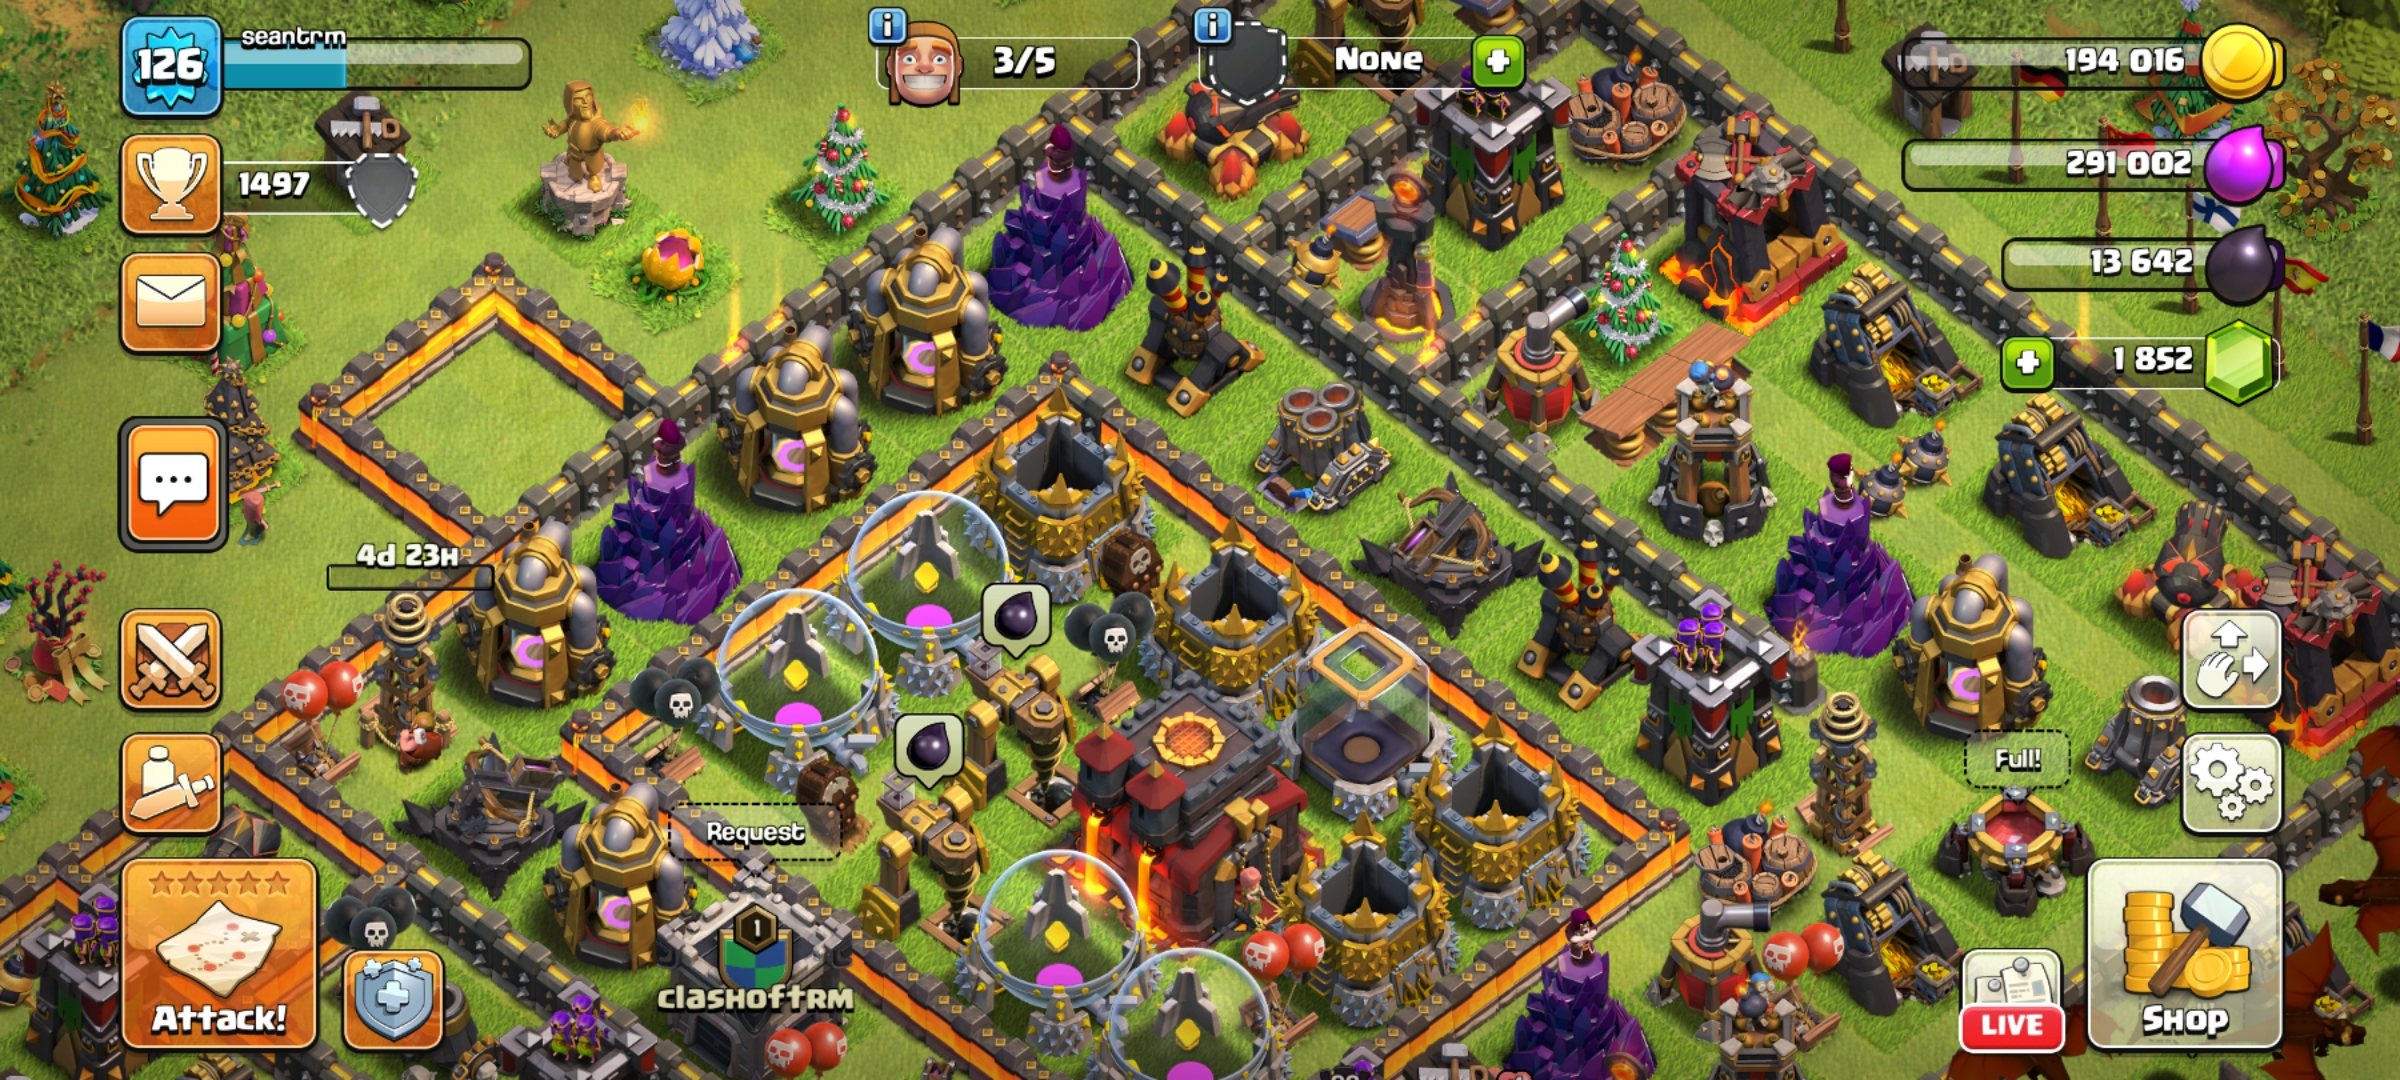 126
seantrm
i
3/5
i
None
194 016
1497
291 002
13 642
1 852
4d 23h
Full!
Request
1
clashoftrm
Attack!
LIVE
Shop